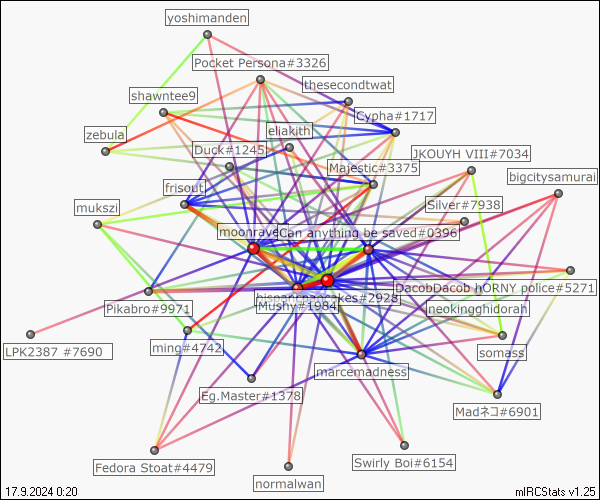 yoshimanden
Pocket Persona#3326
thesecondtwat
shawntee9
Cypha#1717
zebula
eliakith
Duck#1245
JKOUYH VIII#7034
Majestic#3375
bigcitysamurai
frisout
Silver#7938
mukszi
moonrave
Can anything be saved#0396
DacobDacob hORNY police#5271
hispanicpancakes#2928
Mushy#1984
Pikabro#9971
neokingghidorah
LPK2387 #7690
ming#4742
somass
marcemadness
Eg.Master#1378
Madネコ#6901
Fedora Stoat#4479
Swirly Boi#6154
normalwan
17.9.2024 0:20
mIRCStats v1.25